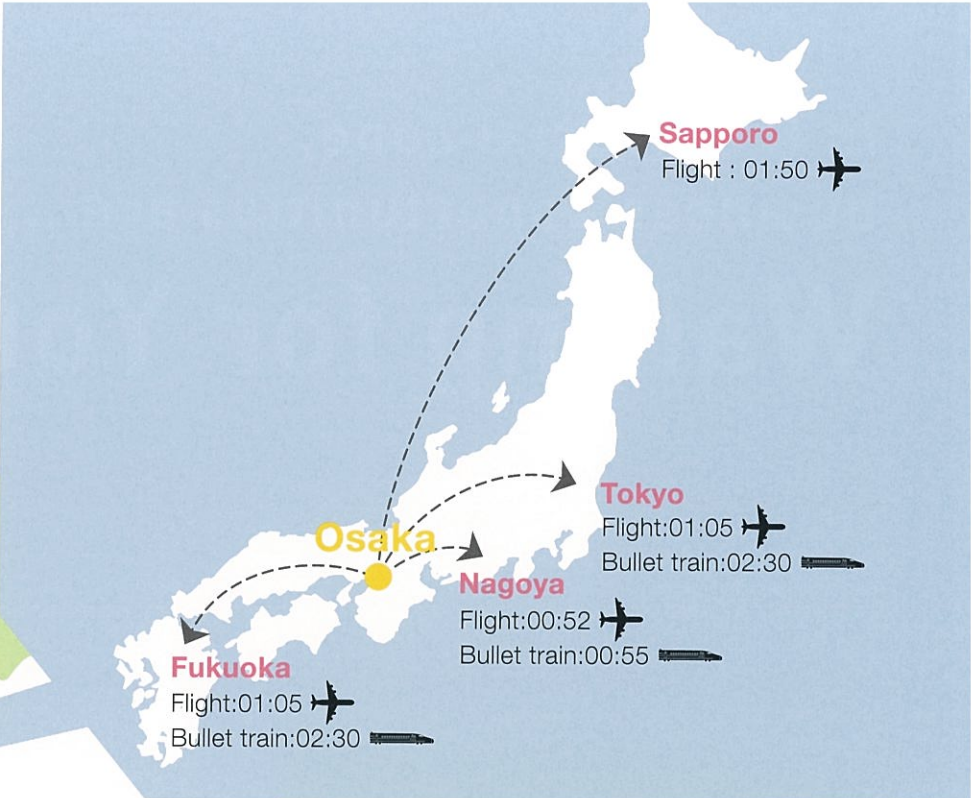 Sapporo
Flight : 01:50
Osaka
Tokyo
Flight:01:05
Bullet train:02:30
Nagoya
Flight:00:52
Bullet train:00:55
Fukuoka
Flight:01:05
Bullet train:02:30